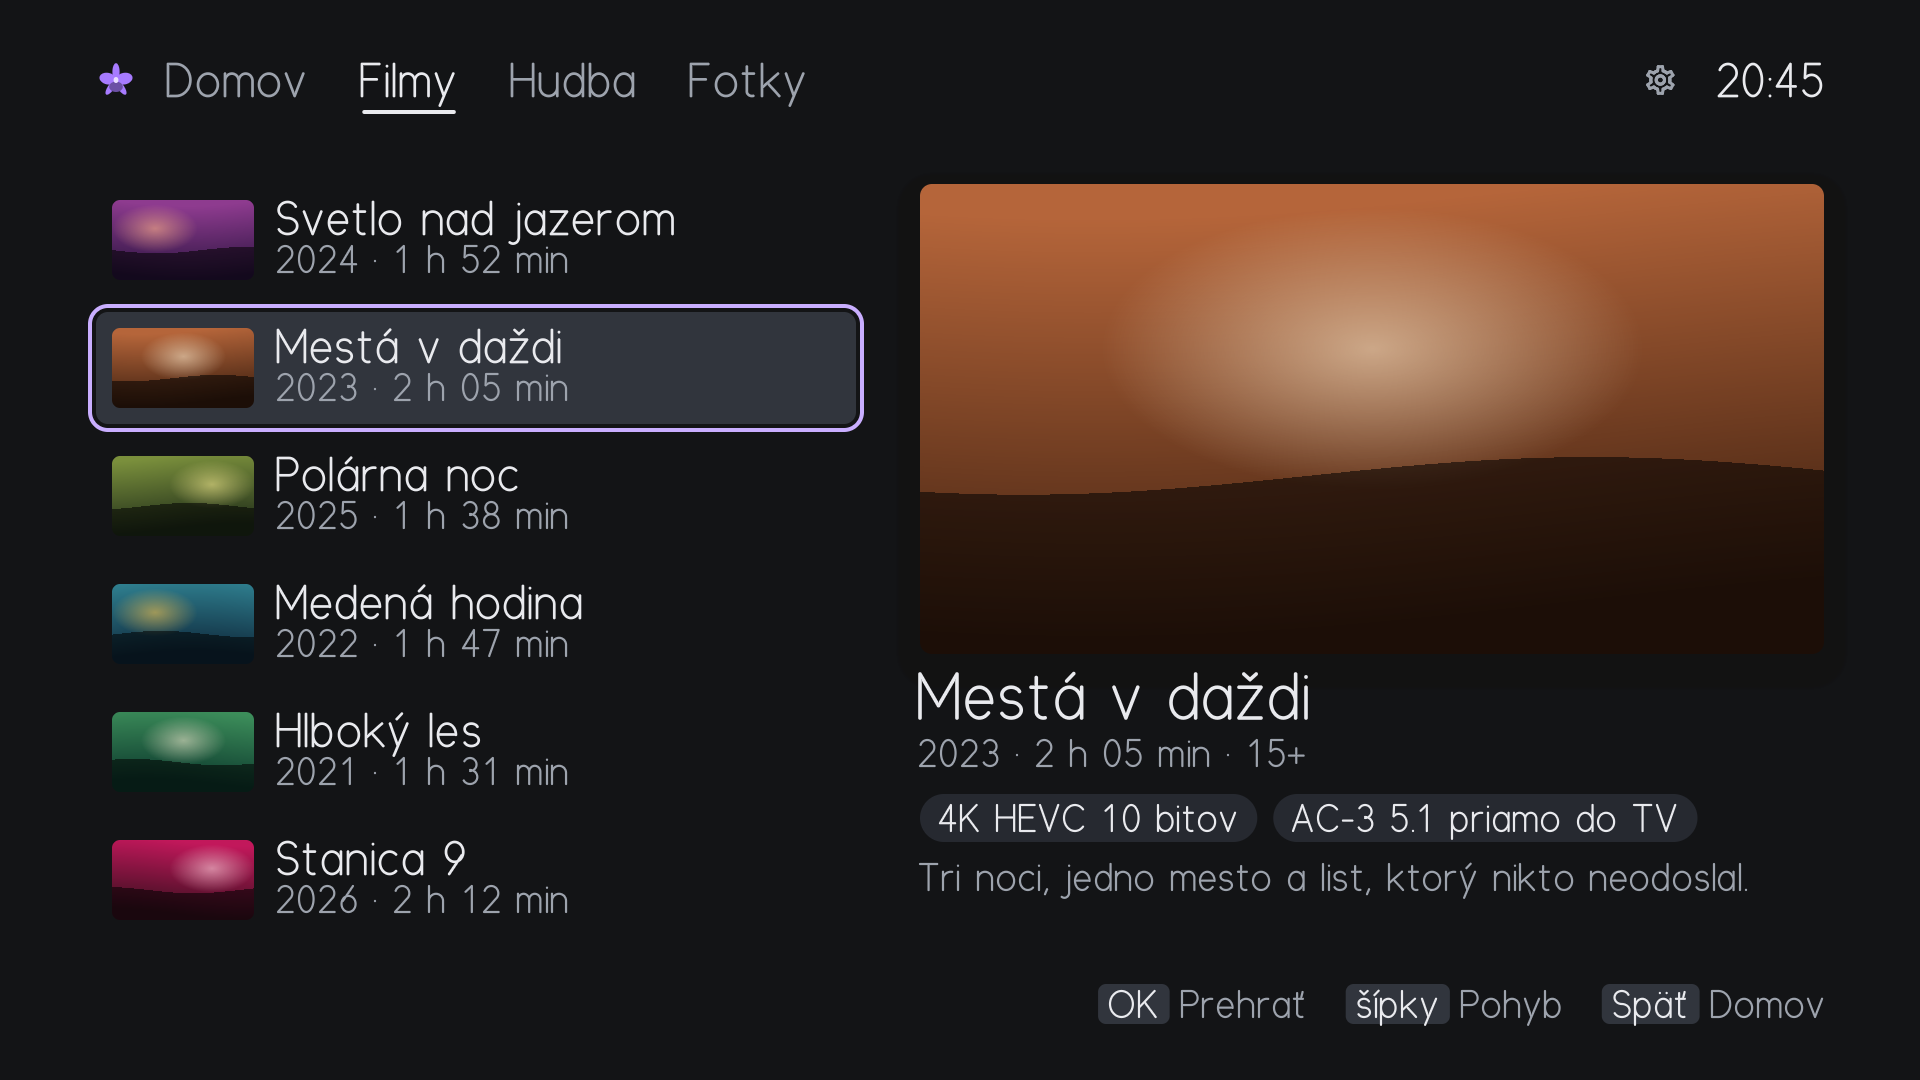 Domov Filmy Hudba Fotky 20:45
Svetlo nad jazerom
2024 · 1 h 52 min
Mestá v daždi
2023 · 2 h 05 min
Polárna noc
2025 · 1 h 38 min
Medená hodina
2022 · 1 h 47 min
Hlboký les
2021 · 1 h 31 min
Stanica 9
2026 · 2 h 12 min
Mestá v daždi
2023 · 2 h 05 min · 15+
4K HEVC 10 bitov AC-3 5.1 priamo do TV
Tri noci, jedno mesto a list, ktorý nikto neodoslal.
OK Prehrať šípky Pohyb Späť Domov